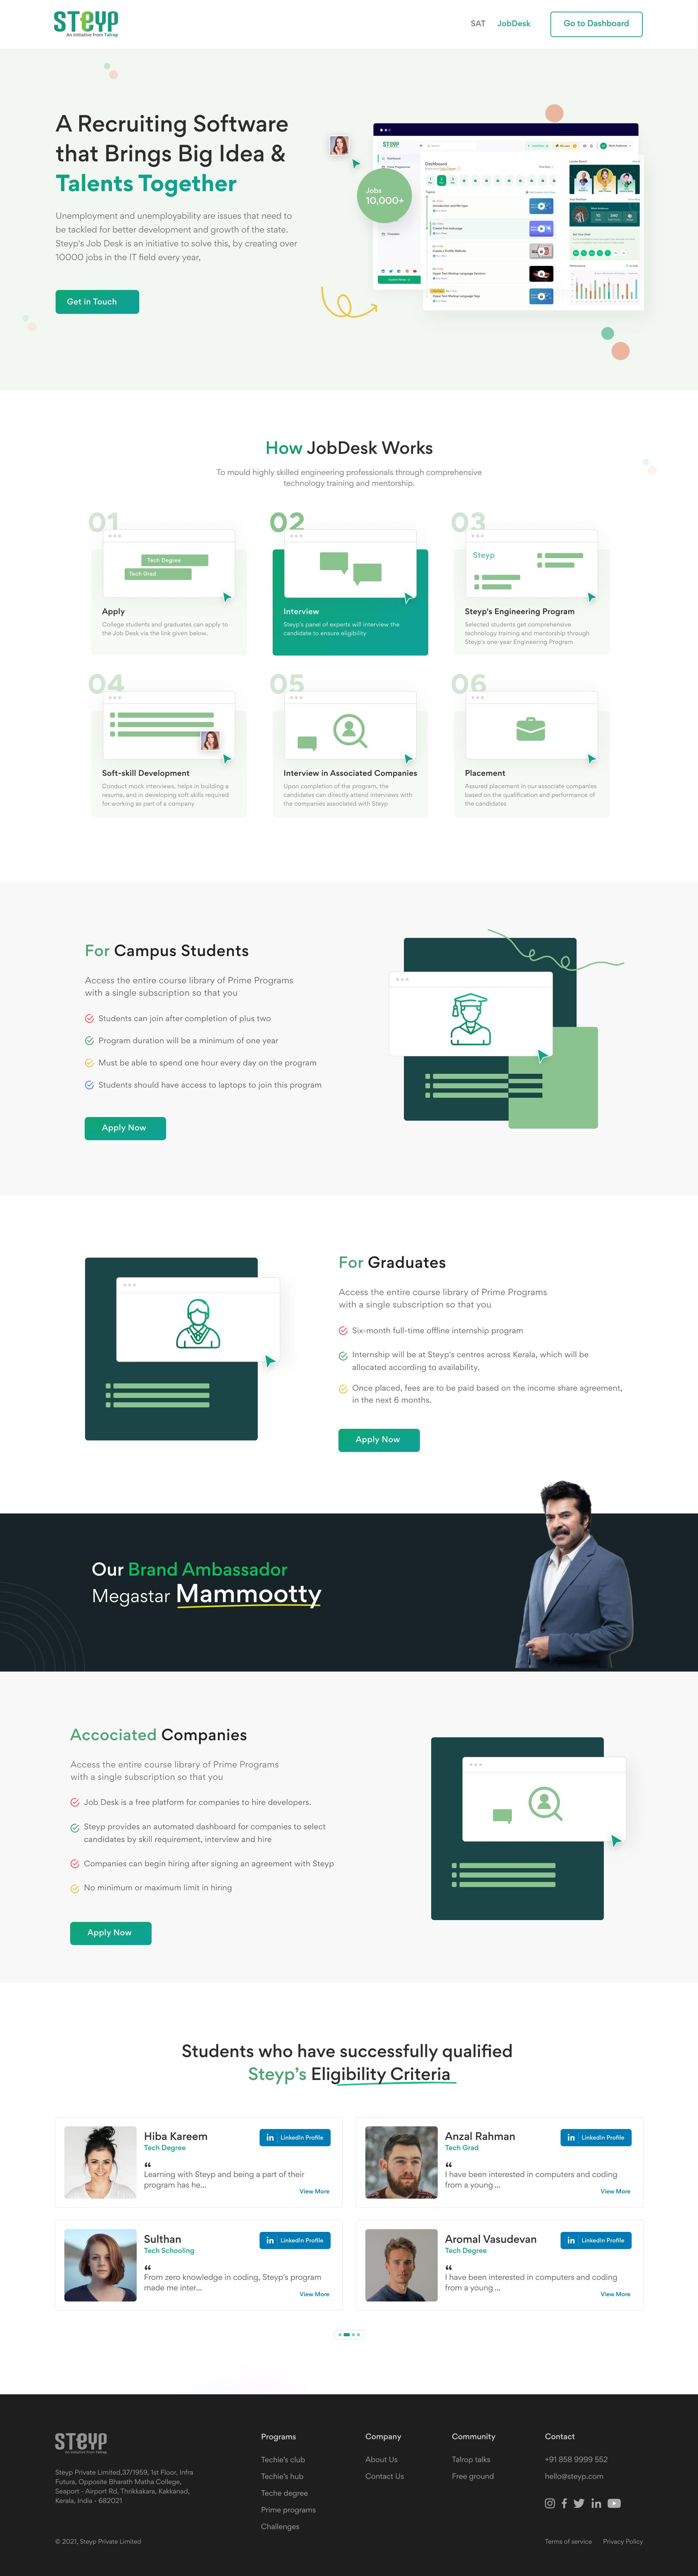 STEYP
An initiative from Talrop
SAT
JobDesk
Go to Dashboard
A Recruiting Software
that Brings Big Idea &
Talents Together
Unemployment and unemployability are issues that need to
be tackled for better development and growth of the state.
Steyp's Job Desk is an initiative to solve this, by creating over
10000 jobs in the IT field every year,
Get in Touch
Jobs
10,000+
STEYP
Dashboard
Dashboard
Topics
Introduction and file type
Create first web page
Create a Profile Website
Hyper Text Markup Language Versions
Hyper Text Markup Language Tags
How JobDesk Works
To mould highly skilled engineering professionals through comprehensive
technology training and mentorship.
01
Tech Degree
Tech Grad
Apply
College students and graduates can apply to
the Job Desk via the link given below.
02
Interview
Steyp's panel of experts will interview the
candidate to ensure eligibility
03
Steyp
Steyp's Engineering Program
Selected students get comprehensive
technology training and mentorship through
Steyp's one-year Engineering Program
04
Soft-skill Development
Conduct mock interviews, helps in building a
resume, and in developing soft skills required
for working as part of a company
05
Interview in Associated Companies
Upon completion of the program, the
candidates can directly attend interviews with
the companies associated with Steyp
06
Placement
Assured placement in our associate companies
based on the qualification and performance of
the candidates
For Campus Students
Access the entire course library of Prime Programs
with a single subscription so that you
Students can join after completion of plus two
Program duration will be a minimum of one year
Must be able to spend one hour every day on the program
Students should have access to laptops to join this program
Apply Now
For Graduates
Access the entire course library of Prime Programs
with a single subscription so that you
Six-month full-time offline internship program
Internship will be at Steyp's centres across Kerala, which will be
allocated according to availability.
Once placed, fees are to be paid based on the income share agreement,
in the next 6 months.
Apply Now
Our Brand Ambassador
Megastar Mammootty
Accociated Companies
Access the entire course library of Prime Programs
with a single subscription so that you
Job Desk is a free platform for companies to hire developers.
Steyp provides an automated dashboard for companies to select
candidates by skill requirement, interview and hire
Companies can begin hiring after signing an agreement with Steyp
No minimum or maximum limit in hiring
Apply Now
Students who have successfully qualified
Steyp's Eligibility Criteria
Hiba Kareem
Tech Degree
in LinkedIn Profile
“
Learning with Steyp and being a part of their
program has he...
View More
Anzal Rahman
Tech Grad
in LinkedIn Profile
“
I have been interested in computers and coding
from a young ...
View More
Sulthan
Tech Schooling
in LinkedIn Profile
“
From zero knowledge in coding, Steyp's program
made me inter...
View More
Aromal Vasudevan
Tech Degree
in LinkedIn Profile
“
I have been interested in computers and coding
from a young ...
View More
STEYP
An initiative from Talrop
Steyp Private Limited,37/1959, 1st Floor, Infra
Futura, Opposite Bharath Matha College,
Seaport - Airport Rd, Thrikkakara, Kakkanad,
Kerala, India - 682021
Programs
Techie's club
Techie's hub
Teche degree
Prime programs
Challenges
Company
About Us
Contact Us
Community
Talrop talks
Free ground
Contact
+91 858 9999 552
hello@steyp.com
© 2021, Steyp Private Limited
Terms of service
Privacy Policy